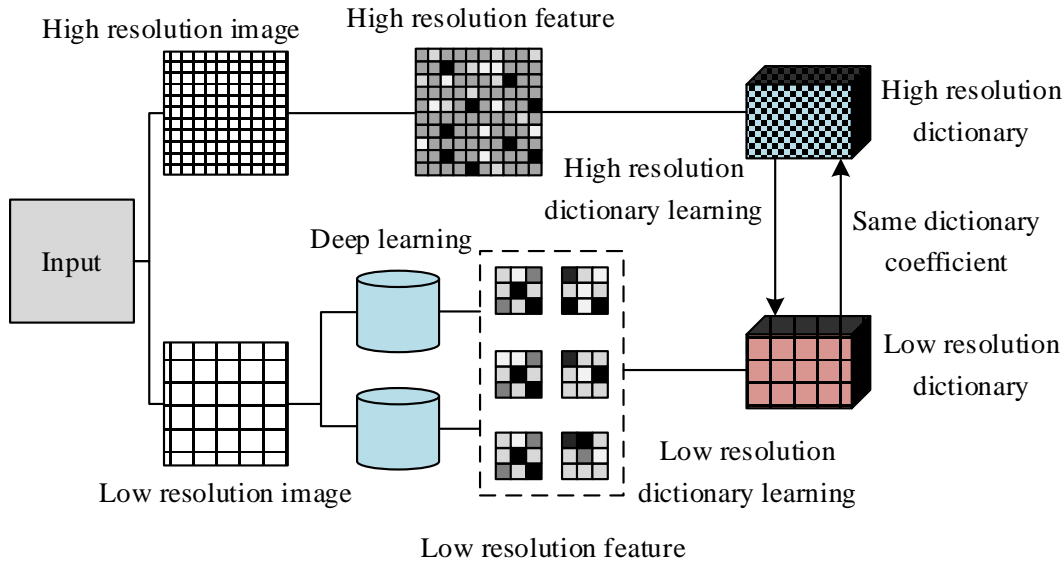 High resolution image
High resolution feature
High resolution
dictionary
High resolution
dictionary learning
Same dictionary
coefficient
Input
Deep learning
Low resolution
dictionary
Low resolution image
Low resolution
dictionary learning
Low resolution feature